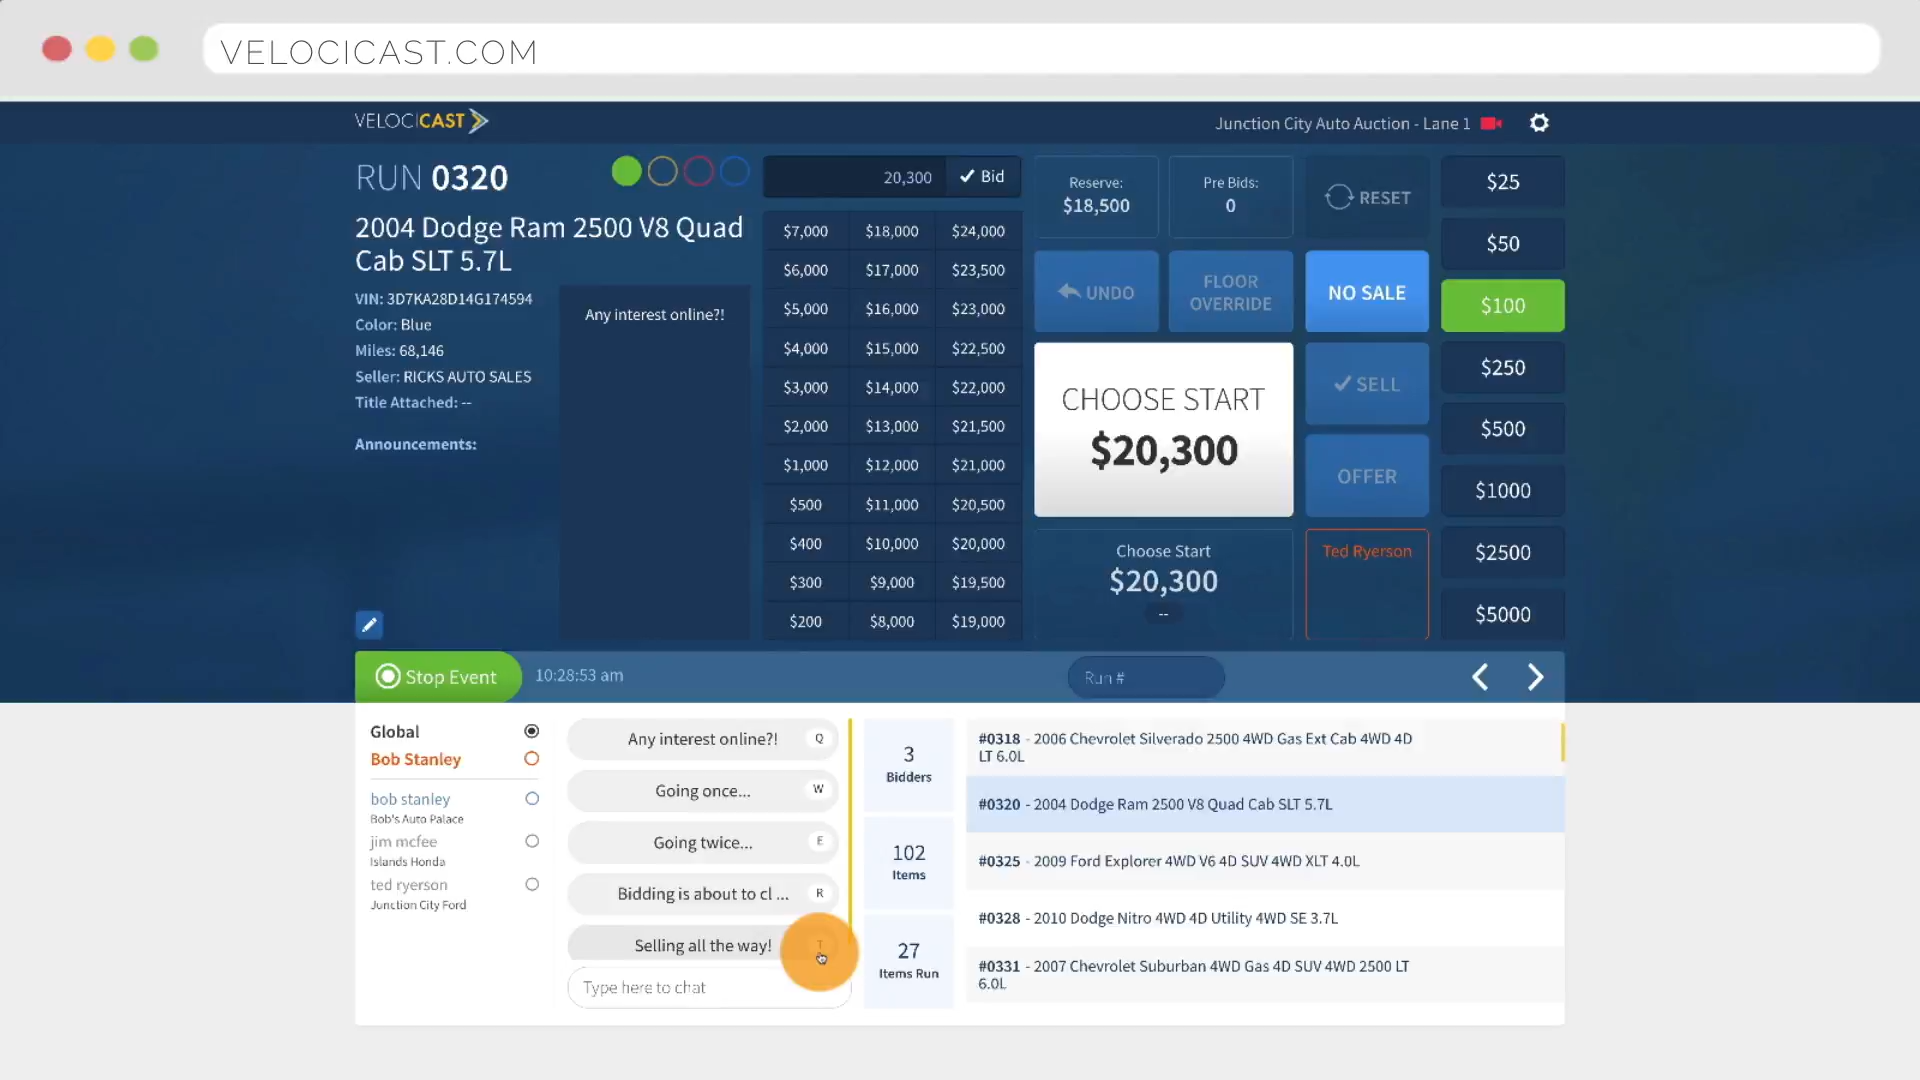 VELOCICAST.COM
VELOCICAST
Junction City Auto Auction - Lane 1
RUN 0320
2004 Dodge Ram 2500 V8 Quad
Cab SLT 5.7L
VIN: 3D7KA28D14G174594
Color: Blue
Miles: 68,146
Seller: RICKS AUTO SALES
Title Attached: --
Announcements:
Any interest online?!
20,300 Bid
$7,000 $18,000 $24,000
$6,000 $17,000 $23,500
$5,000 $16,000 $23,000
$4,000 $15,000 $22,500
$3,000 $14,000 $22,000
$2,000 $13,000 $21,500
$1,000 $12,000 $21,000
$500 $11,000 $20,500
$400 $10,000 $20,000
$300 $9,000 $19,500
$200 $8,000 $19,000
Reserve:
$18,500
Pre Bids:
0
RESET
UNDO
FLOOR
OVERRIDE
NO SALE
CHOOSE START
$20,300
SELL
OFFER
Choose Start
$20,300
--
Ted Ryerson
$25
$50
$100
$250
$500
$1000
$2500
$5000
Stop Event
10:28:53 am
Run #
Global
Bob Stanley
bob stanley
Bob's Auto Palace
jim mcfee
Islands Honda
ted ryerson
Junction City Ford
Any interest online?! Q
Going once... W
Going twice... E
Bidding is about to cl ... R
Selling all the way! T
Type here to chat
3
Bidders
102
Items
27
Items Run
#0318 - 2006 Chevrolet Silverado 2500 4WD Gas Ext Cab 4WD 4D
LT 6.0L
#0320 - 2004 Dodge Ram 2500 V8 Quad Cab SLT 5.7L
#0325 - 2009 Ford Explorer 4WD V6 4D SUV 4WD XLT 4.0L
#0328 - 2010 Dodge Nitro 4WD 4D Utility 4WD SE 3.7L
#0331 - 2007 Chevrolet Suburban 4WD Gas 4D SUV 4WD 2500 LT
6.0L